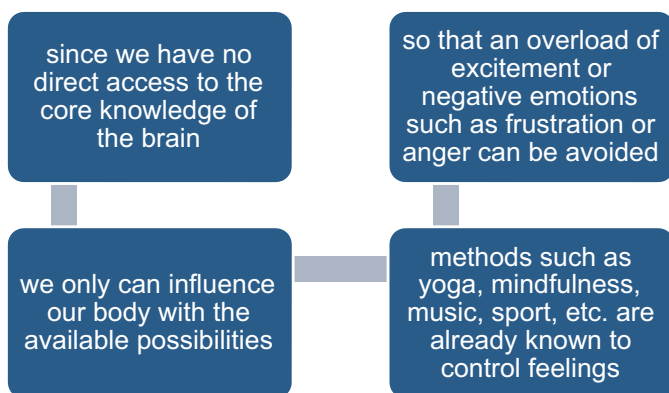 since we have no
direct access to the
core knowledge of
the brain
we only can influence
our body with the
available possibilities
methods such as
yoga, mindfulness,
music, sport, etc. are
already known to
control feelings
so that an overload of
excitement or
negative emotions
such as frustration or
anger can be avoided